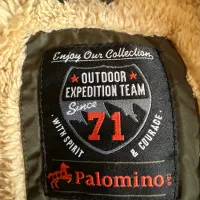 Enjoy Our Collection
OUTDOOR
EXPEDITION TEAM
Since
71
• WITH SPIRIT
& COURAGE •
Palomino